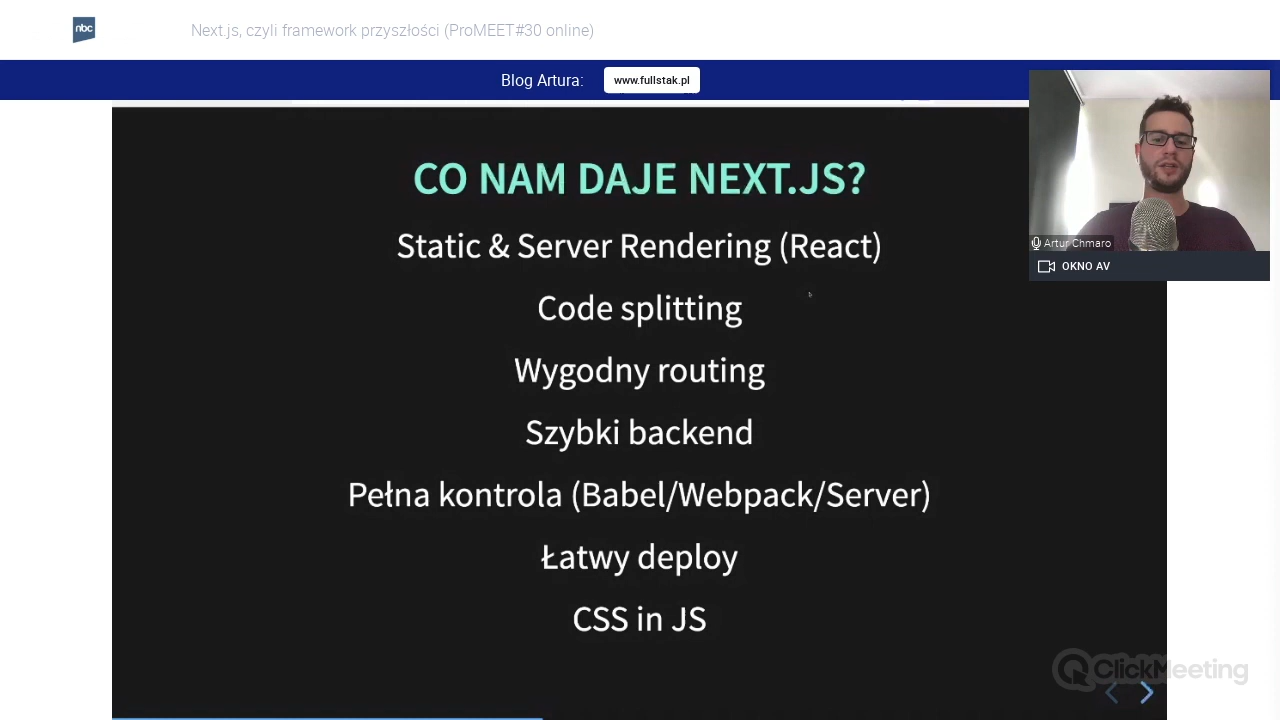 nbc
Next.js, czyli framework przyszłości (ProMEET#30 online)
Blog Artura:
www.fullstak.pl
CO NAM DAJE NEXT.JS?
Static & Server Rendering (React)
Code splitting
Wygodny routing
Szybki backend
Pełna kontrola (Babel/Webpack/Server)
Łatwy deploy
CSS in JS
Artur Chmaro
OKNO AV
ClickMeeting